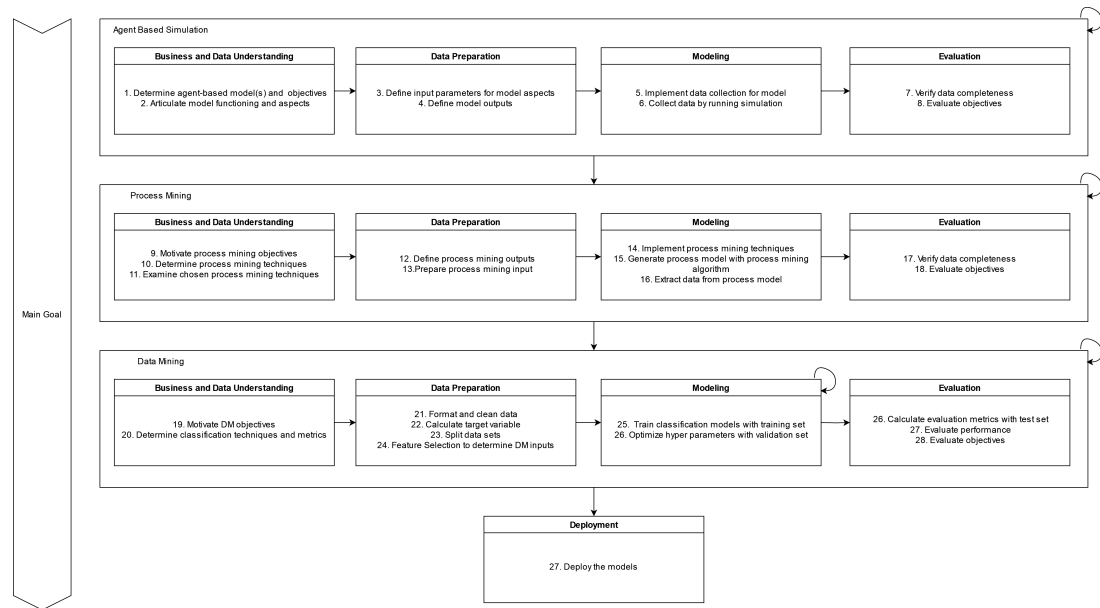 Main Goal
Agent Based Simulation
Business and Data Understanding
1. Determine agent-based model(s) and objectives
2. Articulate model functioning and aspects
Data Preparation
3. Define input parameters for model aspects
4. Define model outputs
Modeling
5. Implement data collection for model
6. Collect data by running simulation
Evaluation
7. Verify data completeness
8. Evaluate objectives
Process Mining
Business and Data Understanding
9. Motivate process mining objectives
10. Determine process mining techniques
11. Examine chosen process mining techniques
Data Preparation
12. Define process mining outputs
13.Prepare process mining input
Modeling
14. Implement process mining techniques
15. Generate process model with process mining
algorithm
16. Extract data from process model
Evaluation
17. Verify data completeness
18. Evaluate objectives
Data Mining
Business and Data Understanding
19. Motivate DM objectives
20. Determine classification techniques and metrics
Data Preparation
21. Format and clean data
22. Calculate target variable
23. Split data sets
24. Feature Selection to determine DM inputs
Modeling
25. Train classification models with training set
26. Optimize hyper parameters with validation set
Evaluation
26. Calculate evaluation metrics with test set
27. Evaluate performance
28. Evaluate objectives
Deployment
27. Deploy the models